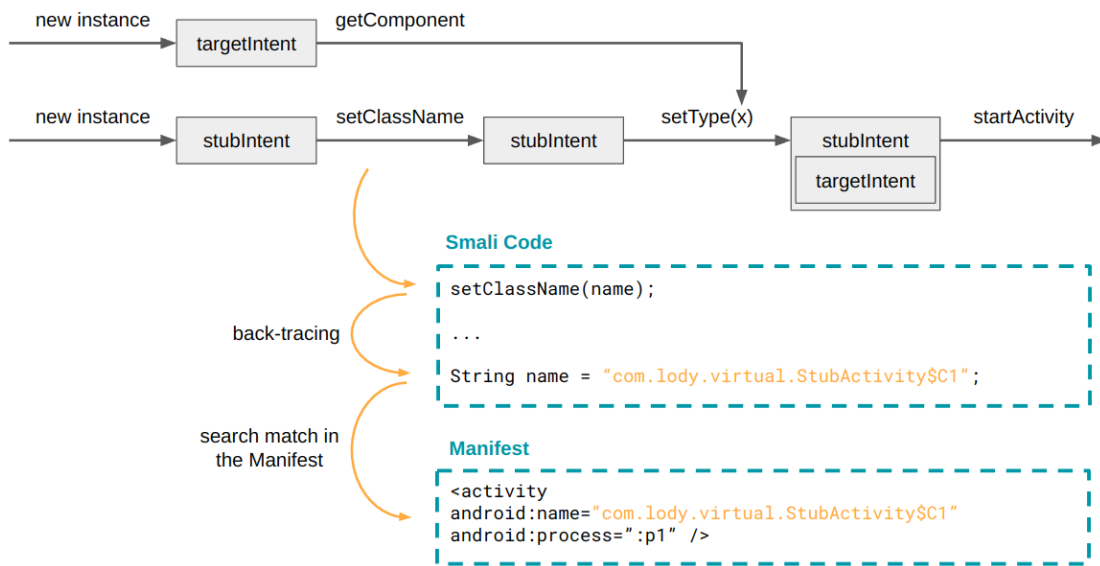 new instance
getComponent
targetIntent
new instance
setClassName
setType(x)
startActivity
stubIntent
stubIntent
stubIntent
targetIntent
Smali Code
setClassName(name);
back-tracing
...
String name = “com.lody.virtual.StubActivity$C1”;
search match in
the Manifest
Manifest
<activity
android:name=“com.lody.virtual.StubActivity$C1”
android:process=”:p1” />